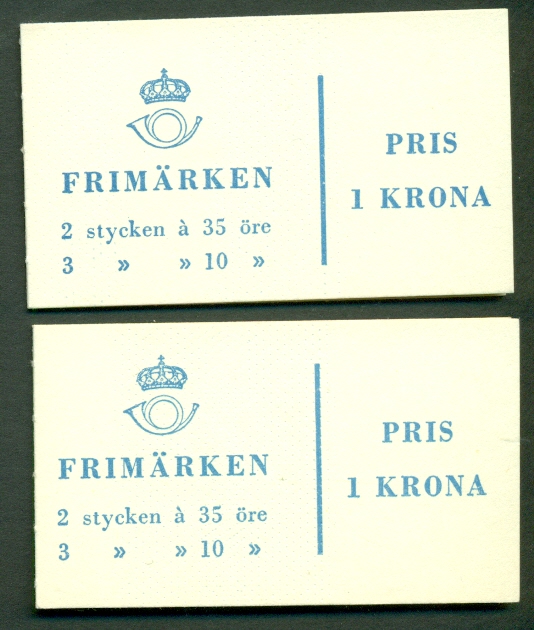 FRIMÄRKEN
2 stycken à 35 öre
3 » » 10 »
PRIS
1 KRONA
FRIMÄRKEN
2 stycken à 35 öre
3 » » 10 »
PRIS
1 KRONA